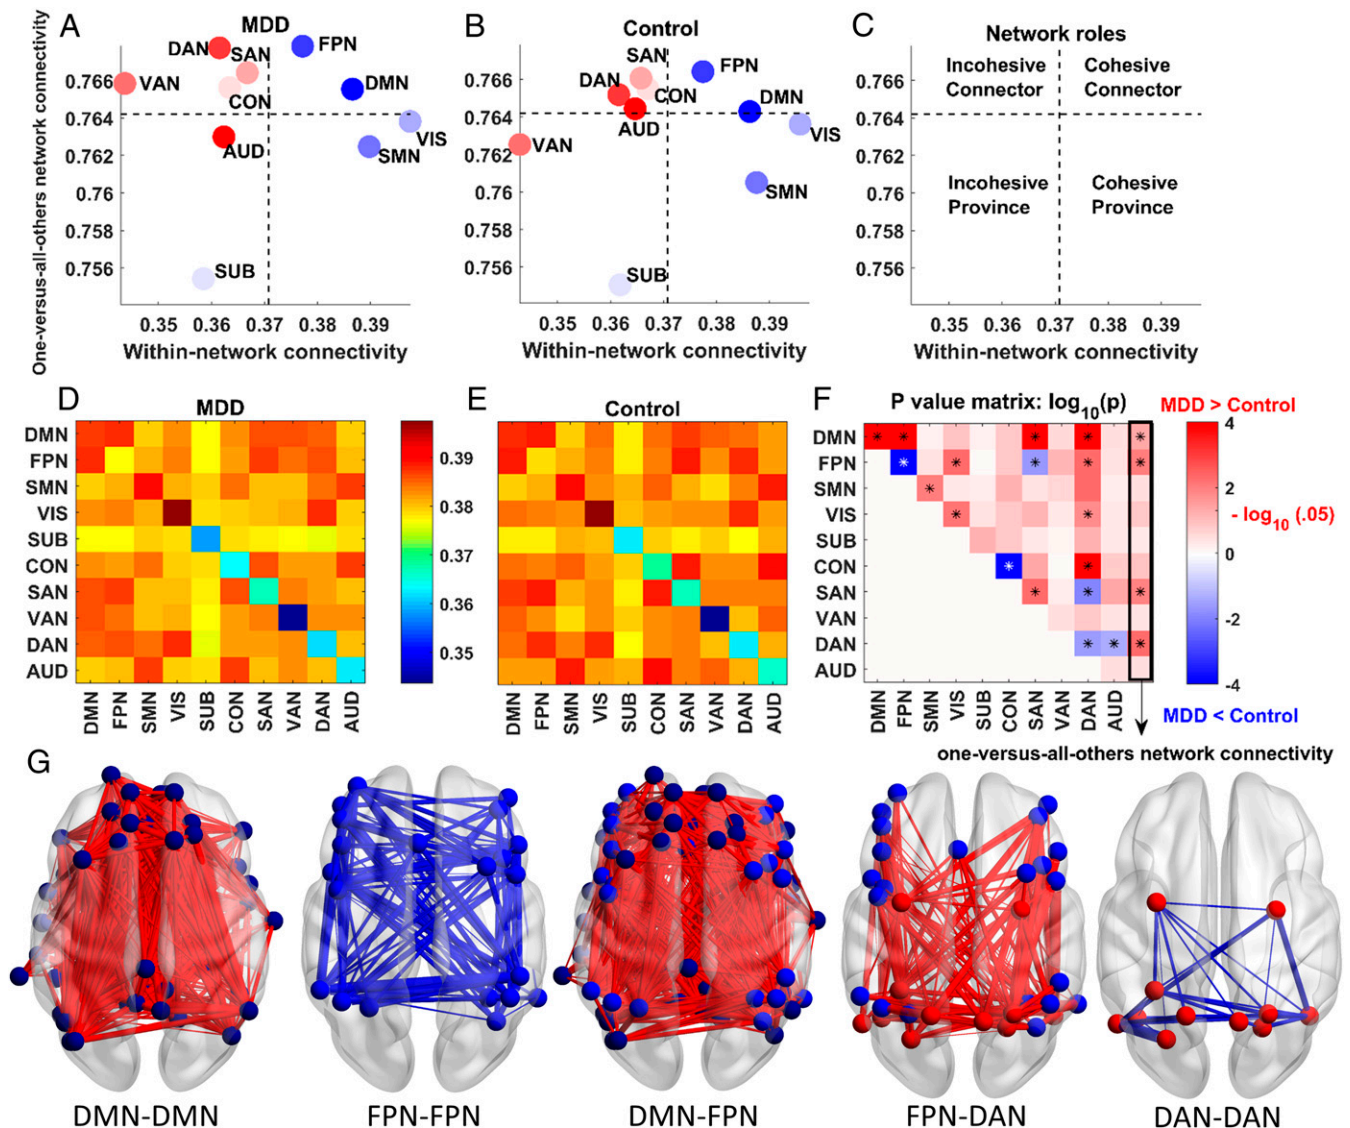 A
MDD
One-versus-all-others network connectivity
0.766
0.764
0.762
0.76
0.758
0.756
DAN
SAN
FPN
VAN
CON
DMN
AUD
VIS
SMN
SUB
0.35
0.36
0.37
0.38
0.39
Within-network connectivity
B
Control
0.766
0.764
0.762
0.76
0.758
0.756
SAN
FPN
DAN
CON
DMN
AUD
VIS
VAN
SMN
SUB
0.35
0.36
0.37
0.38
0.39
Within-network connectivity
C
Network roles
0.766
0.764
0.762
0.76
0.758
0.756
Incohesive
Connector
Cohesive
Connector
Incohesive
Province
Cohesive
Province
0.35
0.36
0.37
0.38
0.39
Within-network connectivity
D
MDD
DMN
FPN
SMN
VIS
SUB
CON
SAN
VAN
DAN
AUD
DMN
FPN
SMN
VIS
SUB
CON
SAN
VAN
DAN
AUD
0.39
0.38
0.37
0.36
0.35
E
Control
DMN
FPN
SMN
VIS
SUB
CON
SAN
VAN
DAN
AUD
F
P value matrix: log10(p)
DMN
FPN
SMN
VIS
SUB
CON
SAN
VAN
DAN
AUD
DMN
FPN
SMN
VIS
SUB
CON
SAN
VAN
DAN
AUD
MDD > Control
4
2
- log10 (.05)
0
-2
-4
MDD < Control
one-versus-all-others network connectivity
G
DMN-DMN
FPN-FPN
DMN-FPN
FPN-DAN
DAN-DAN